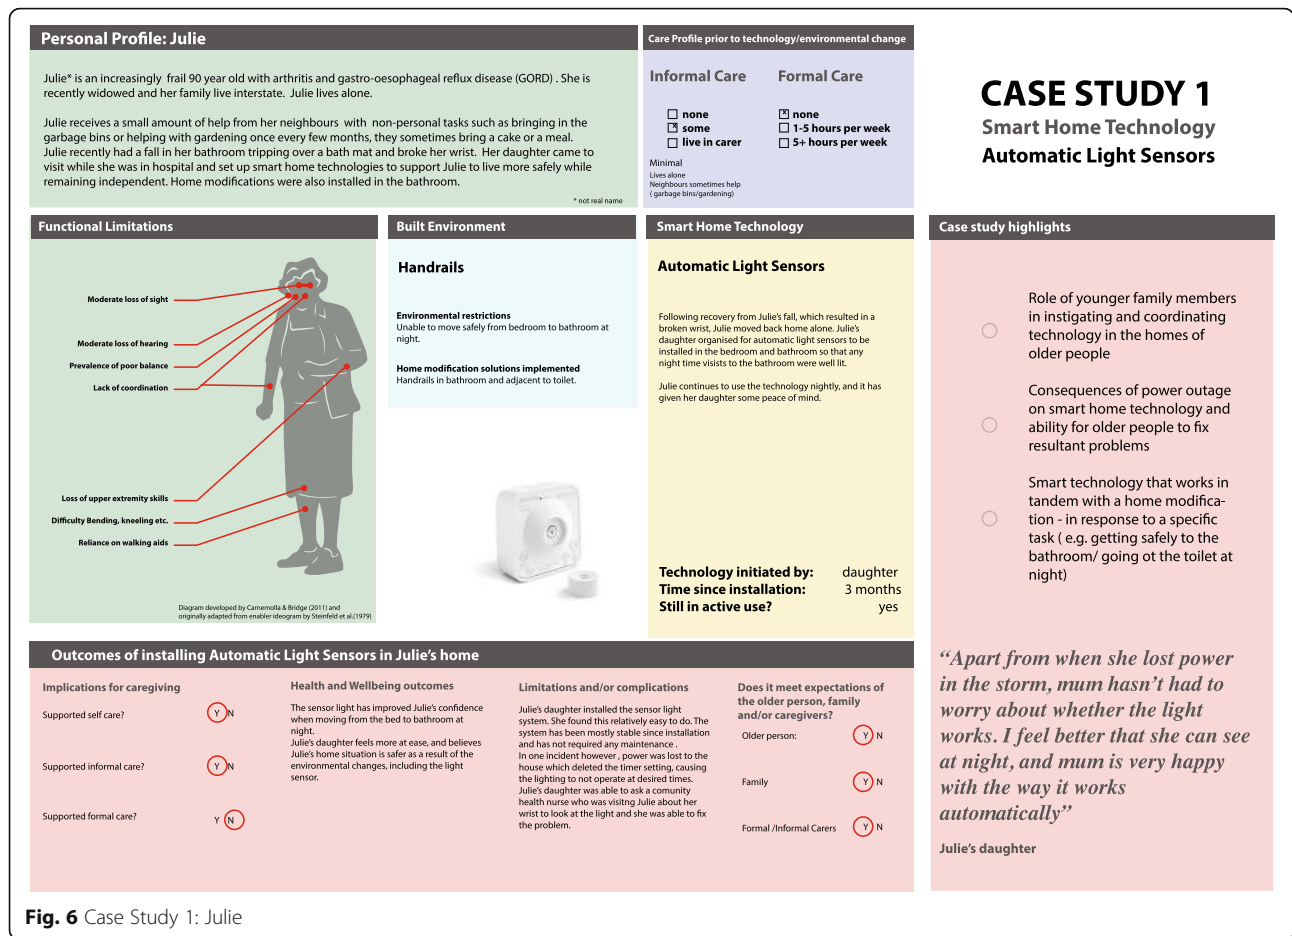 Personal Profile: Julie
Julie* is an increasingly frail 90 year old with arthritis and gastro-oesophageal reflux disease (GORD) . She is
recently widowed and her family live interstate. Julie lives alone.
Julie receives a small amount of help from her neighbours with non-personal tasks such as bringing in the
garbage bins or helping with gardening once every few months, they sometimes bring a cake or a meal.
Julie recently had a fall in her bathroom tripping over a bath mat and broke her wrist. Her daughter came to
visit while she was in hospital and set up smart home technologies to support Julie to live more safely while
remaining independent. Home modifications were also installed in the bathroom.
* not real name
Care Profile prior to technology/environmental change
Informal Care
none
some
live in carer
Minimal
Lives alone
Neighbours sometimes help
( garbage bins/gardening)
Formal Care
none
1-5 hours per week
5+ hours per week
CASE STUDY 1
Smart Home Technology
Automatic Light Sensors
Functional Limitations
Moderate loss of sight
Moderate loss of hearing
Prevalence of poor balance
Lack of coordination
Loss of upper extremity skills
Difficulty Bending, kneeling etc.
Reliance on walking aids
Diagram developed by Carnemolla & Bridge (2011) and
originally adapted from enabler ideogram by Steinfeld et al.(1979)
Built Environment
Handrails
Environmental restrictions
Unable to move safely from bedroom to bathroom at
night.
Home modification solutions implemented
Handrails in bathroom and adjacent to toilet.
Smart Home Technology
Automatic Light Sensors
Following recovery from Julie's fall, which resulted in a
broken wrist, Julie moved back home alone. Julie's
daughter organised for automatic light sensors to be
installed in the bedroom and bathroom so that any
night time visists to the bathroom were well lit.
Julie continues to use the technology nightly, and it has
given her daughter some peace of mind.
Technology initiated by: daughter
Time since installation: 3 months
Still in active use? yes
Case study highlights
Role of younger family members
in instigating and coordinating
technology in the homes of
older people
Consequences of power outage
on smart home technology and
ability for older people to fix
resultant problems
Smart technology that works in
tandem with a home modifica-
tion - in response to a specific
task ( e.g. getting safely to the
bathroom/ going ot the toilet at
night)
“Apart from when she lost power
in the storm, mum hasn’t had to
worry about whether the light
works. I feel better that she can see
at night, and mum is very happy
with the way it works
automatically”
Julie’s daughter
Outcomes of installing Automatic Light Sensors in Julie’s home
Implications for caregiving
Supported self care? Y N
Supported informal care? Y N
Supported formal care? Y N
Health and Wellbeing outcomes
The sensor light has improved Julie’s confidence
when moving from the bed to bathroom at
night.
Julie’s daughter feels more at ease, and believes
Julie’s home situation is safer as a result of the
environmental changes, including the light
sensor.
Limitations and/or complications
Julie’s daughter installed the sensor light
system. She found this relatively easy to do. The
system has been mostly stable since installation
and has not required any maintenance .
In one incident however , power was lost to the
house which deleted the timer setting, causing
the lighting to not operate at desired times.
Julie’s daughter was able to ask a comunity
health nurse who was visitng Julie about her
wrist to look at the light and she was able to fix
the problem.
Does it meet expectations of
the older person, family
and/or caregivers?
Older person: Y N
Family Y N
Formal /Informal Carers Y N
Fig. 6 Case Study 1: Julie